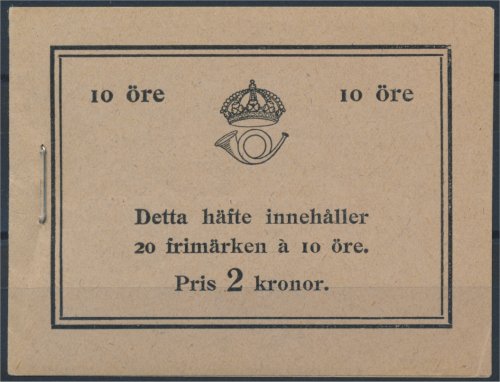 10 öre 10 öre
Detta häfte innehåller
20 frimärken à 10 öre.
Pris 2 kronor.